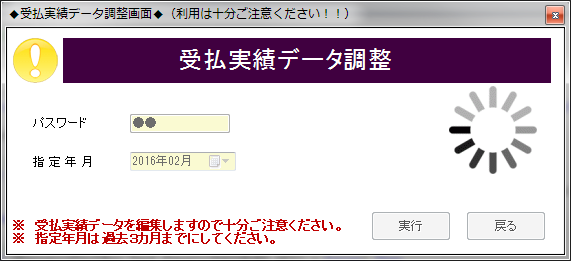 ◆受払実績データ調整画面◆（利用は十分ご注意ください！！）
受払実績データ調整
パスワード ●●
指定年月 2016年02月
※ 受払実績データを編集しますので十分ご注意ください。
※ 指定年月は過去3カ月までにしてください。
実行 戻る